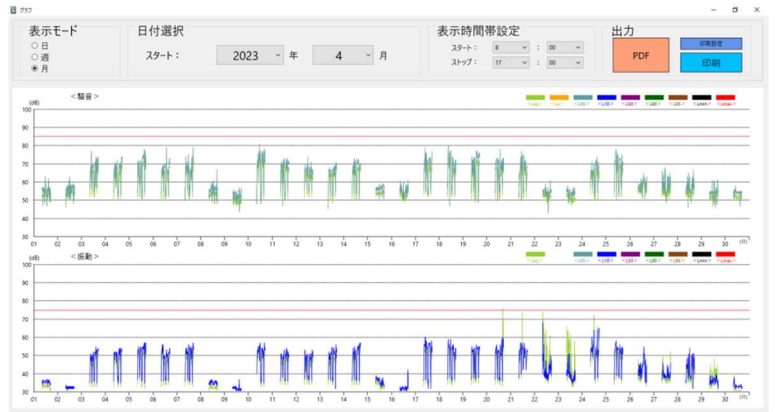 グラフ
表示モード
日付選択
表示時間帯設定
出力
日
週
月
スタート：
2023
年
4
月
スタート：
8
：
00
ストップ：
17
：
00
PDF
印刷設定
印刷
(dB)
<騒音>
100
90
80
70
60
50
40
30
01 02 03 04 05 06 07 08 09 10 11 12 13 14 15 16 17 18 19 20 21 22 23 24 25 26 27 28 29 30 (日)
(dB)
<振動>
100
90
80
70
60
50
40
30
01 02 03 04 05 06 07 08 09 10 11 12 13 14 15 16 17 18 19 20 21 22 23 24 25 26 27 28 29 30 (日)